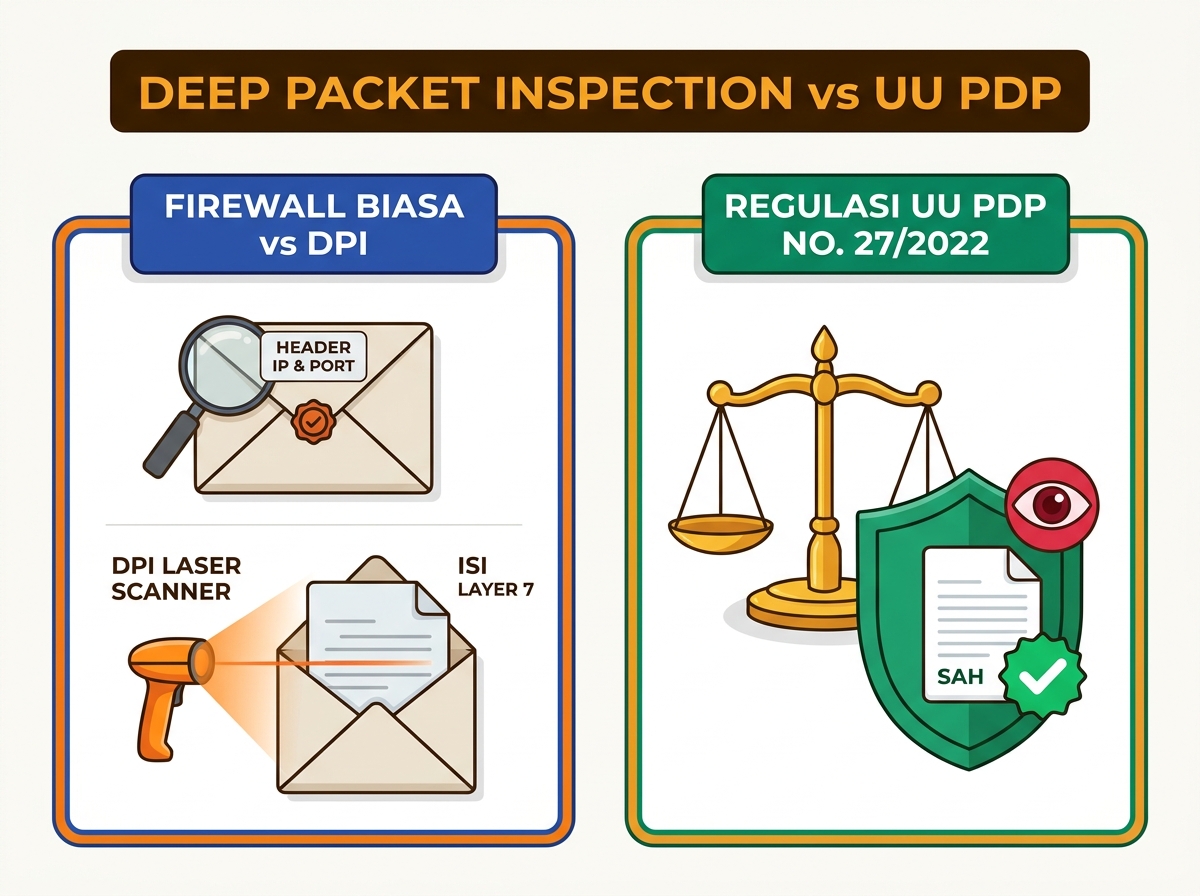 DEEP PACKET INSPECTION vs UU PDP
FIREWALL BIASA
vs DPI
HEADER
IP & PORT
DPI LASER
SCANNER
ISI
LAYER 7
REGULASI UU PDP
NO. 27/2022
SAH